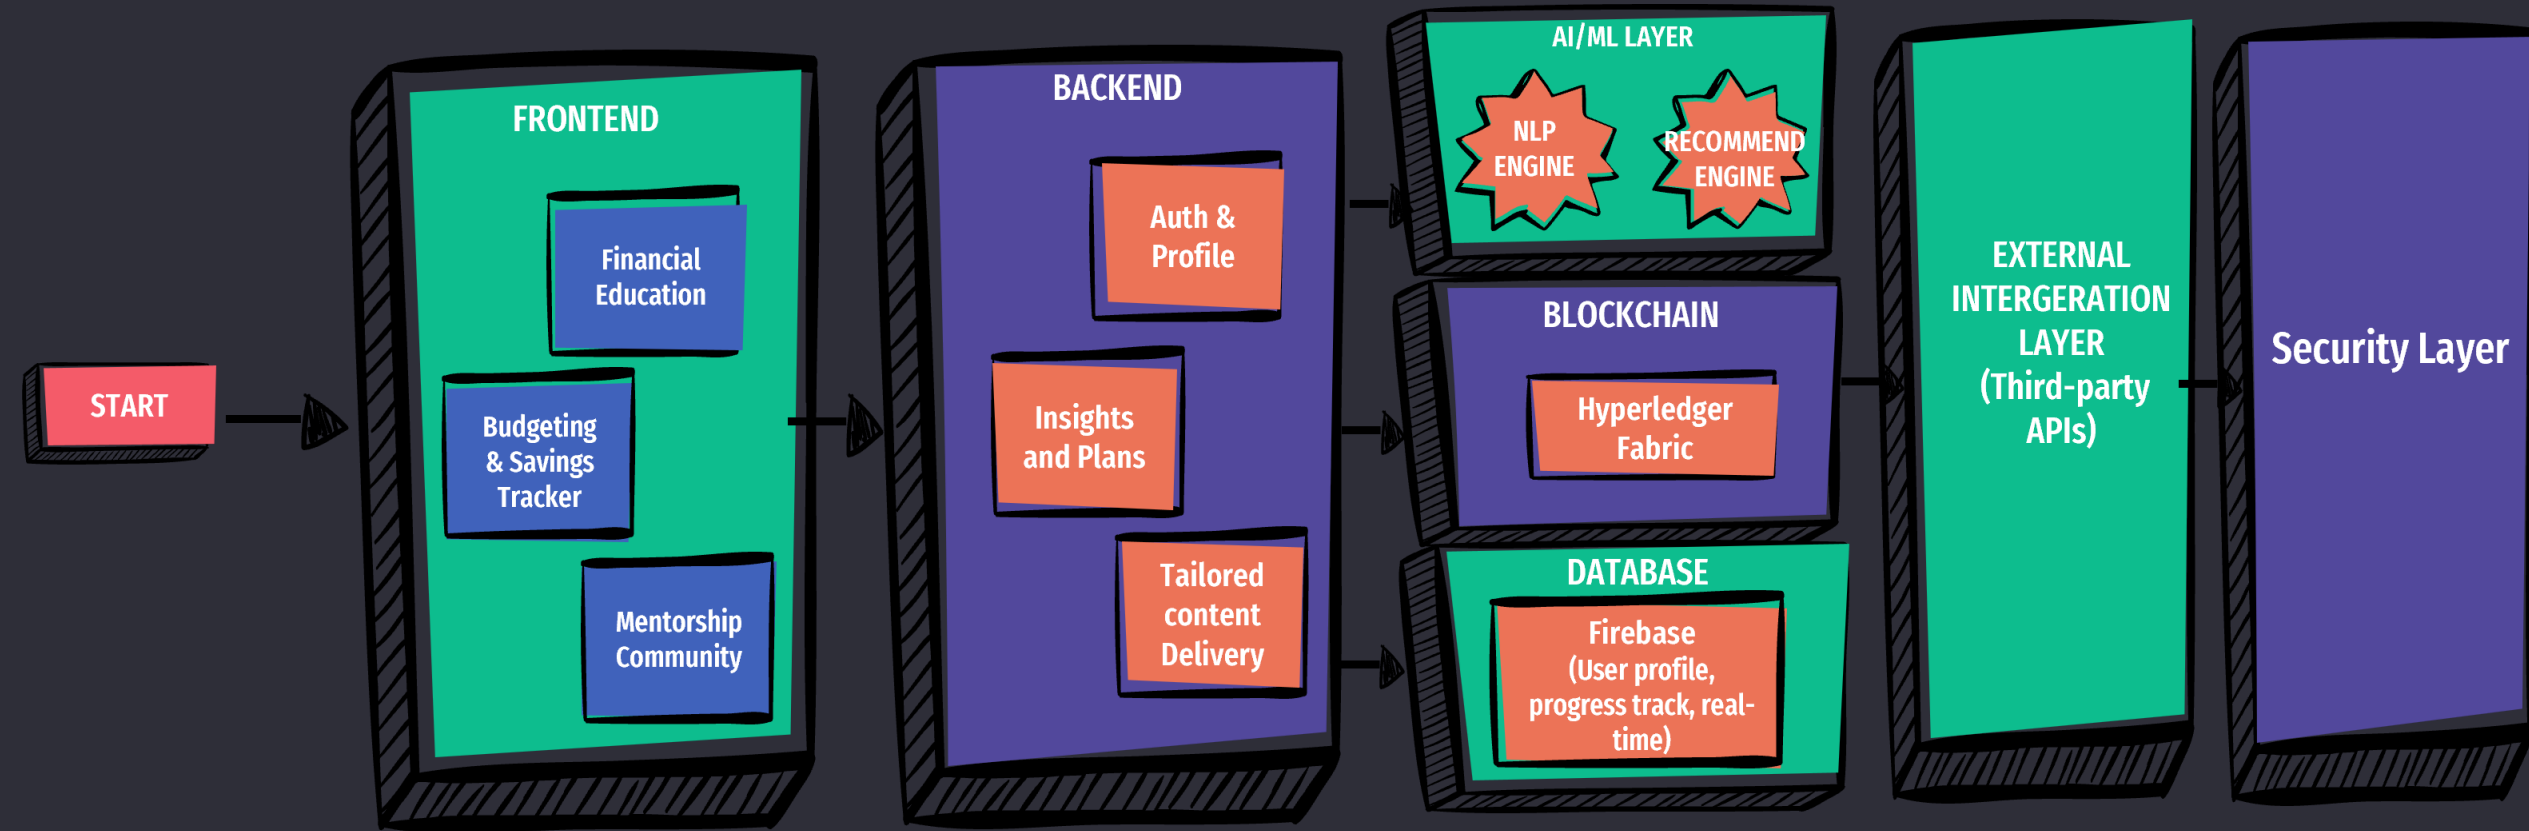 START
FRONTEND
Financial
Education
Budgeting
& Savings
Tracker
Mentorship
Community
BACKEND
Auth &
Profile
Insights
and Plans
Tailored
content
Delivery
AI/ML LAYER
NLP
ENGINE
RECOMMEND
ENGINE
BLOCKCHAIN
Hyperledger
Fabric
DATABASE
Firebase
(User profile,
progress track, real-
time)
EXTERNAL
INTERGERATION
LAYER
(Third-party
APIs)
Security Layer